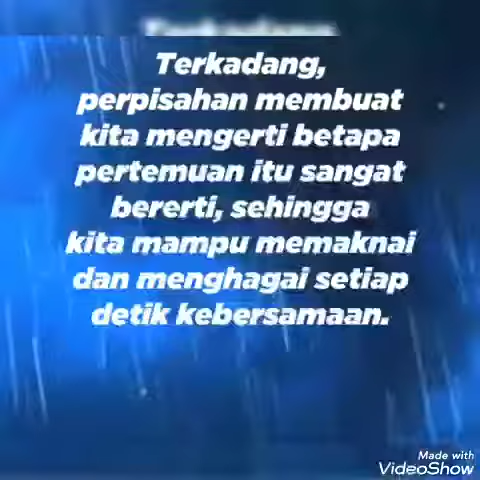 Terkadang,
perpisahan membuat
kita mengerti betapa
pertemuan itu sangat
bererti, sehingga
kita mampu memaknai
dan menghagai setiap
detik kebersamaan.
Made with
VideoShow